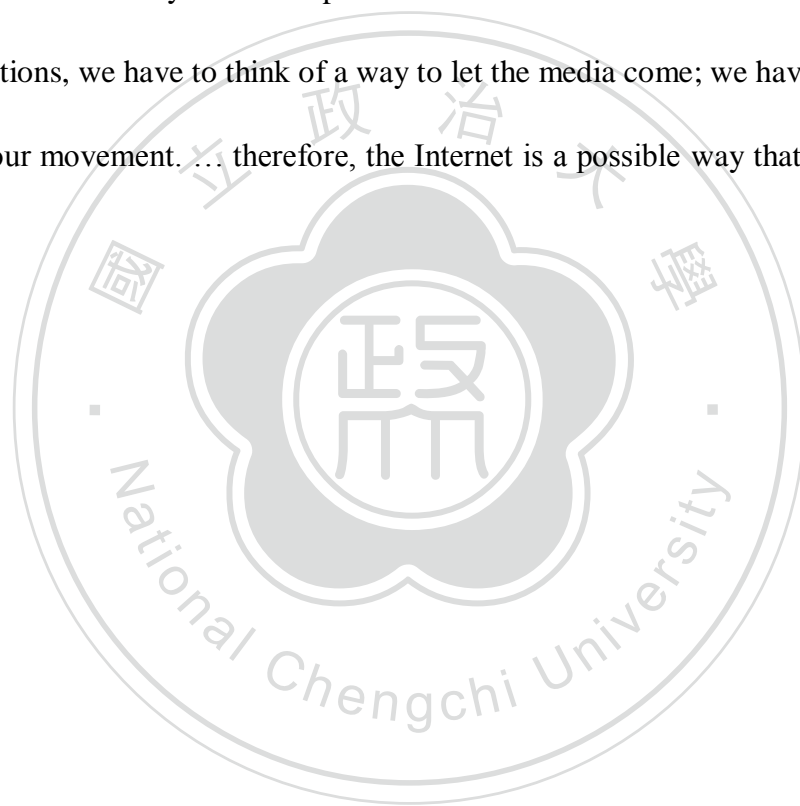 tions, we have to think of a way to let the media come; we hav
our movement. … therefore, the Internet is a possible way that
國立政治大學
政大
National Chengchi University